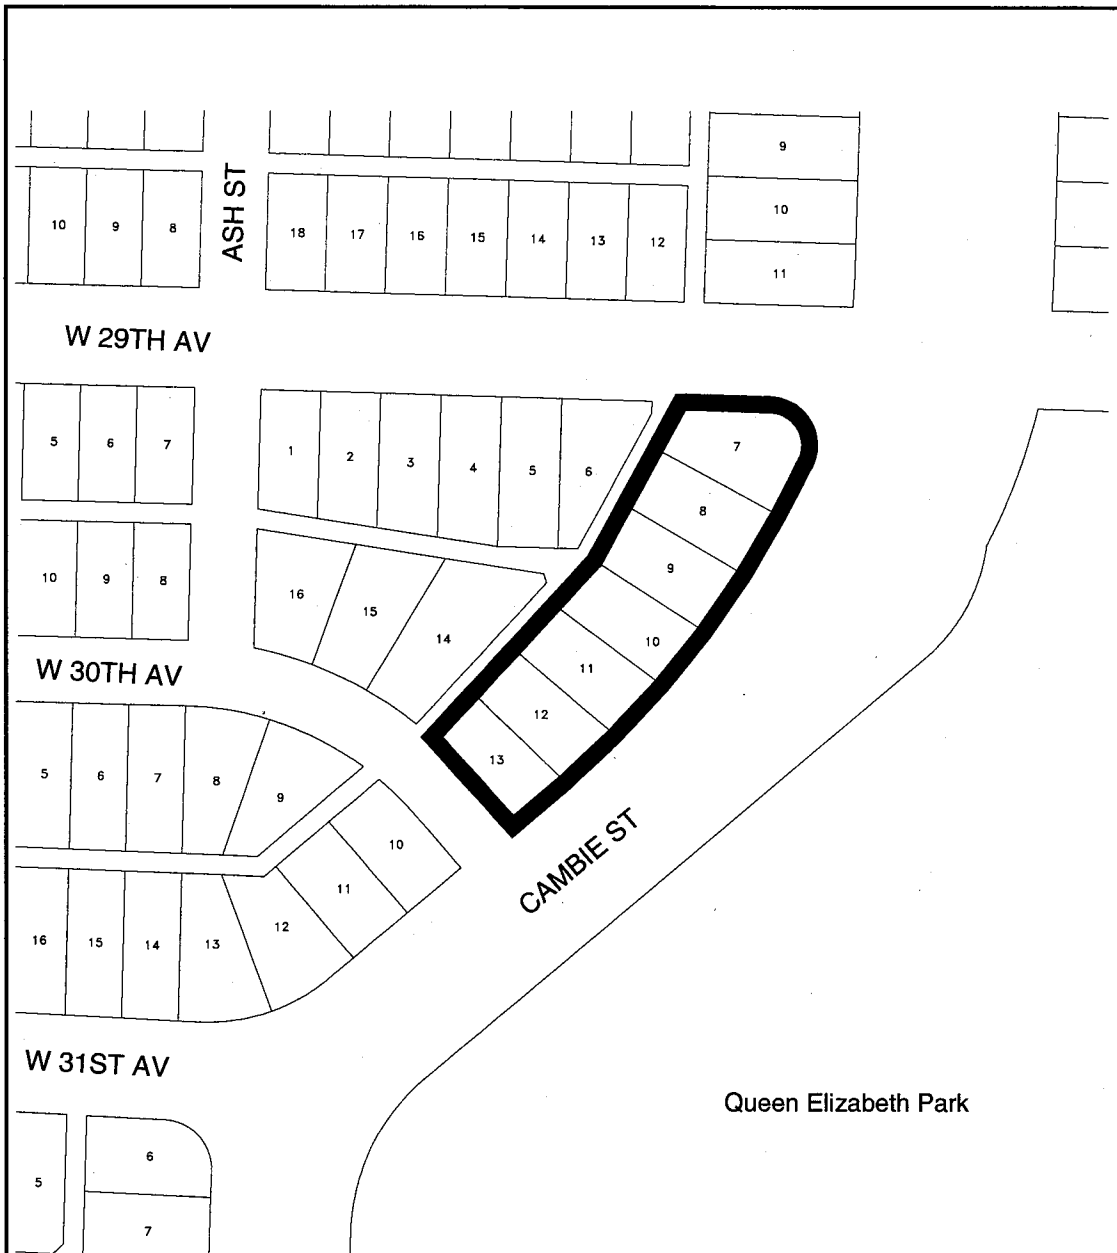 9
10
11
ASH ST
10 9 8
18 17 16 15 14 13 12
W 29TH AV
5 6 7
1 2 3 4 5 6
7
8
9
10
11
12
13
10 9 8
16 15 14
W 30TH AV
5 6 7 8 9
10
11
12
16 15 14 13
CAMBIE ST
W 31ST AV
Queen Elizabeth Park
5
6
7